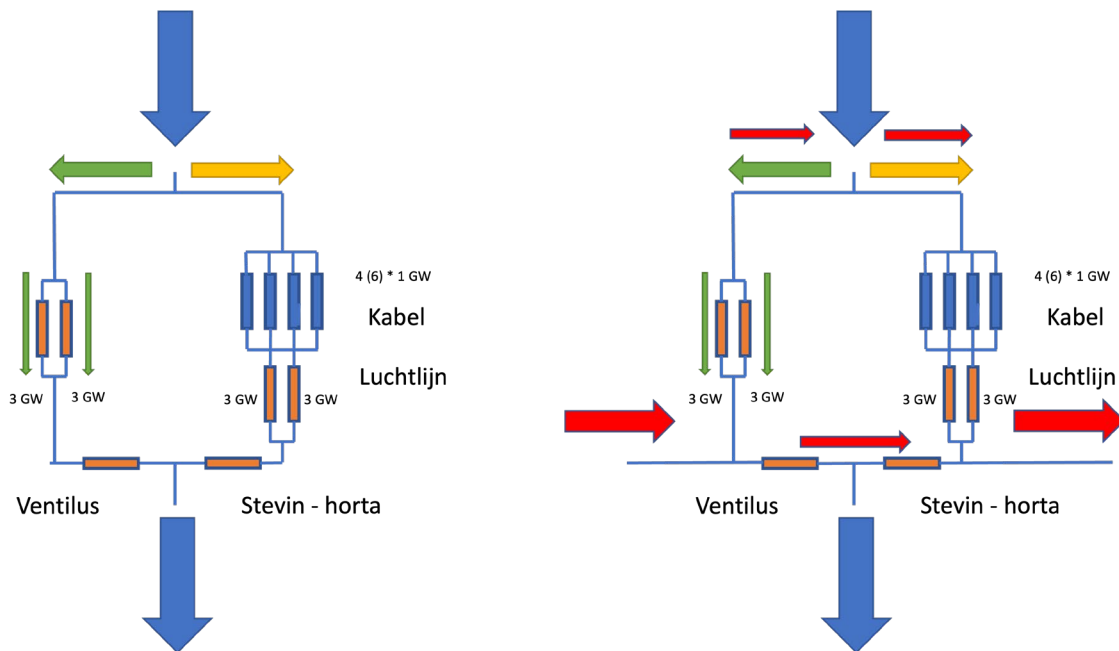 4 (6) * 1 GW
Kabel
Luchtlijn
3 GW
3 GW
3 GW
3 GW
Ventilus
Stevin - horta
4 (6) * 1 GW
Kabel
Luchtlijn
3 GW
3 GW
3 GW
3 GW
Ventilus
Stevin - horta